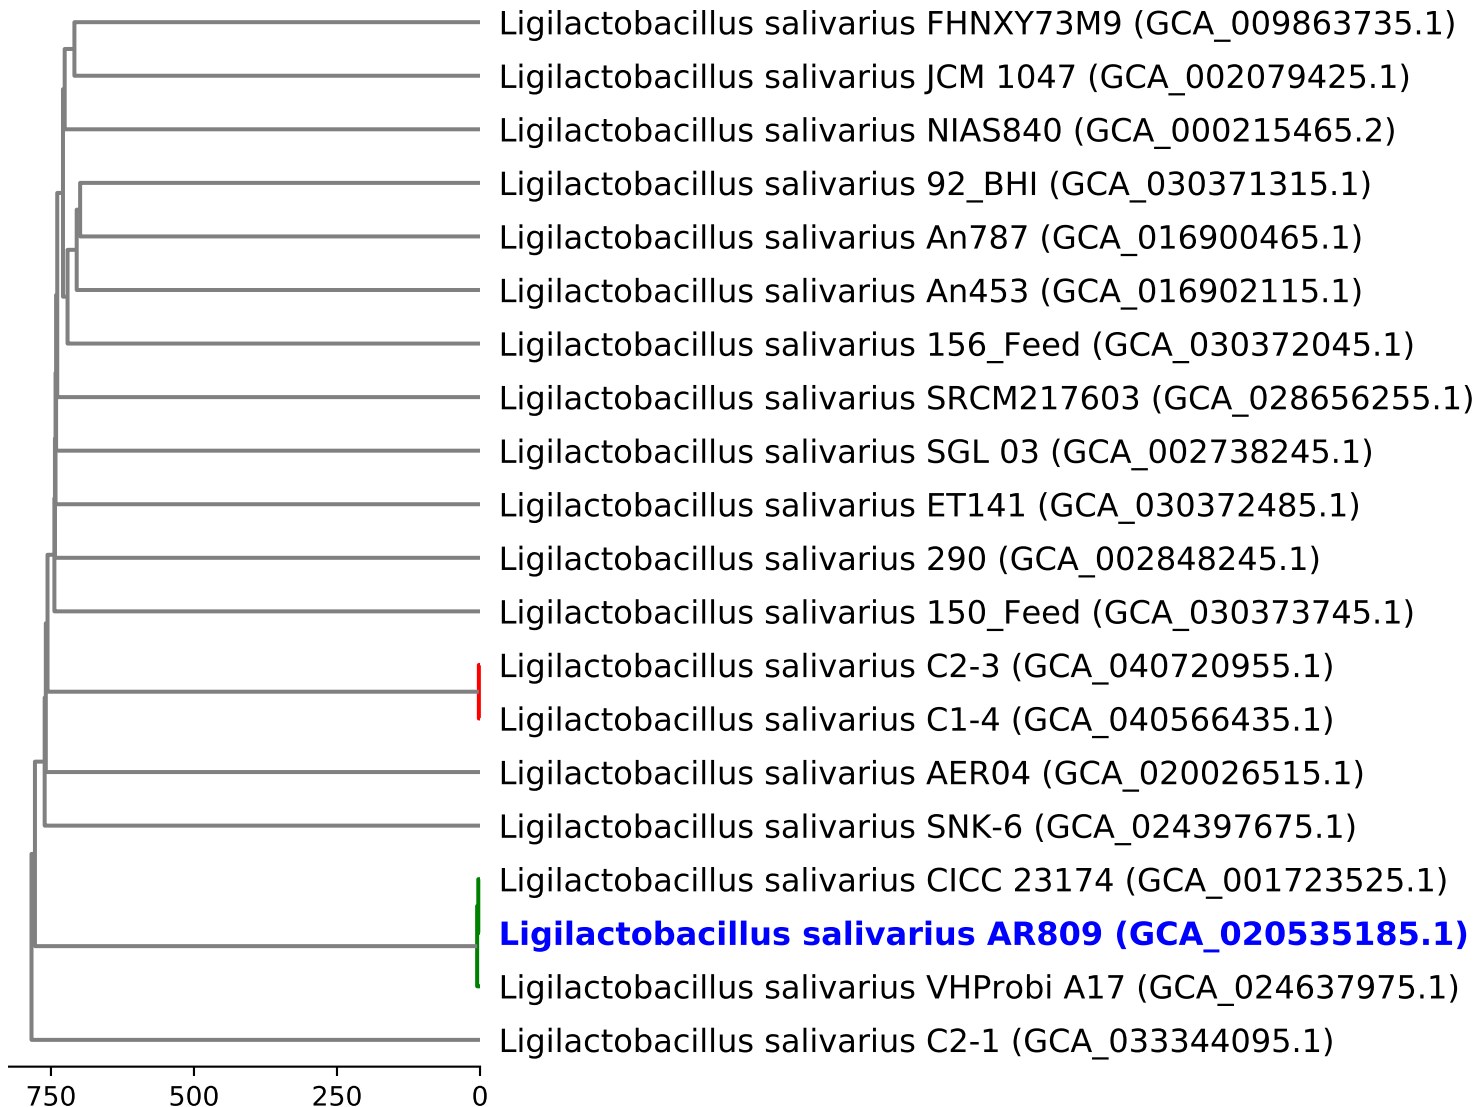 Ligilactobacillus salivarius FHNXY73M9 (GCA_009863735.1)
Ligilactobacillus salivarius JCM 1047 (GCA_002079425.1)
Ligilactobacillus salivarius NIAS840 (GCA_000215465.2)
Ligilactobacillus salivarius 92_BHI (GCA_030371315.1)
Ligilactobacillus salivarius An787 (GCA_016900465.1)
Ligilactobacillus salivarius An453 (GCA_016902115.1)
Ligilactobacillus salivarius 156_Feed (GCA_030372045.1)
Ligilactobacillus salivarius SRCM217603 (GCA_028656255.1)
Ligilactobacillus salivarius SGL 03 (GCA_002738245.1)
Ligilactobacillus salivarius ET141 (GCA_030372485.1)
Ligilactobacillus salivarius 290 (GCA_002848245.1)
Ligilactobacillus salivarius 150_Feed (GCA_030373745.1)
Ligilactobacillus salivarius C2-3 (GCA_040720955.1)
Ligilactobacillus salivarius C1-4 (GCA_040566435.1)
Ligilactobacillus salivarius AER04 (GCA_020026515.1)
Ligilactobacillus salivarius SNK-6 (GCA_024397675.1)
Ligilactobacillus salivarius CICC 23174 (GCA_001723525.1)
Ligilactobacillus salivarius AR809 (GCA_020535185.1)
Ligilactobacillus salivarius VHProbi A17 (GCA_024637975.1)
Ligilactobacillus salivarius C2-1 (GCA_033344095.1)
750 500 250 0